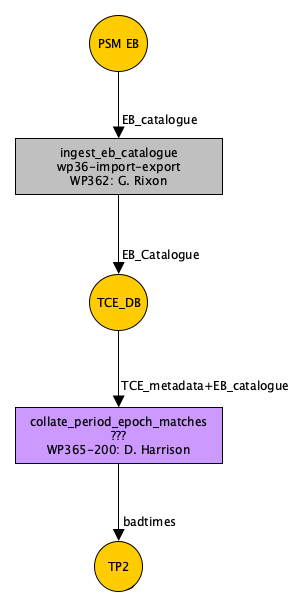 PSM EB
EB_catalogue
ingest_eb_catalogue
wp36-import-export
WP362: G. Rixon
EB_Catalogue
TCE_DB
TCE_metadata+EB_catalogue
collate_period_epoch_matches
???
WP365-200: D. Harrison
badtimes
TP2